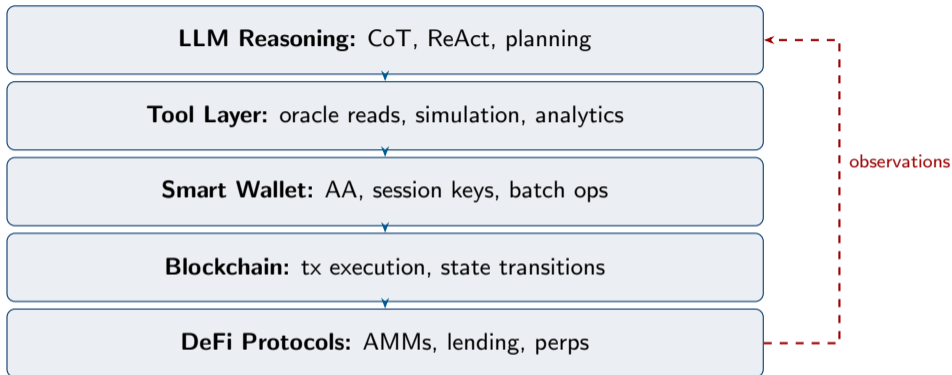 LLM Reasoning: CoT, ReAct, planning
Tool Layer: oracle reads, simulation, analytics
observations
Smart Wallet: AA, session keys, batch ops
Blockchain: tx execution, state transitions
DeFi Protocols: AMMs, lending, perps